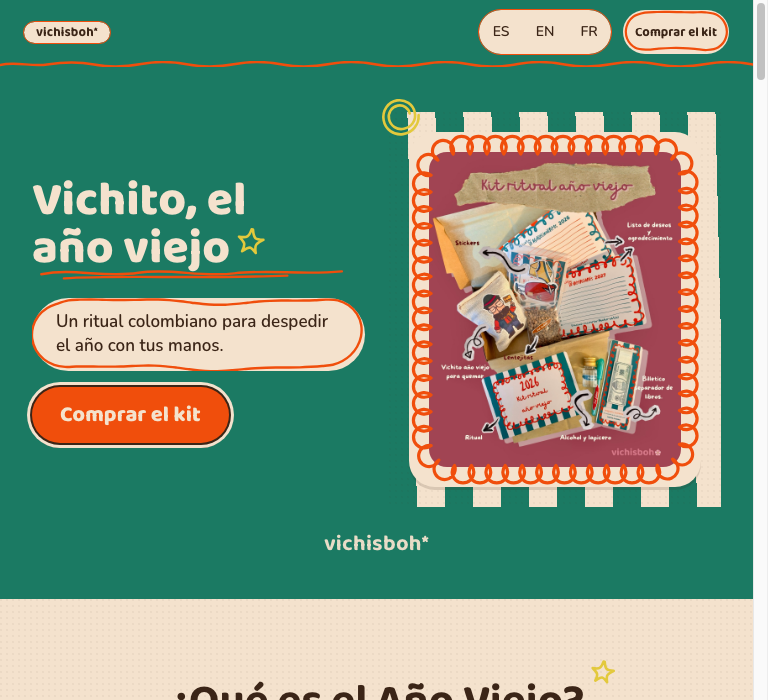 vichisboh*
ES EN FR
Comprar el kit
Vichito, el
año viejo
Un ritual colombiano para despedir
el año con tus manos.
Comprar el kit
Kit ritual año viejo
Stickers
Listo de deseos
y
agradecimiento
Lentejitas
Vichito año viejo
para quemar
2026
Kit ritual
año viejo
Billetico
separador de
libros.
Ritual
Alcohol y lapicero
vichisboh
vichisboh*
¿Qué es el Año Viejo?